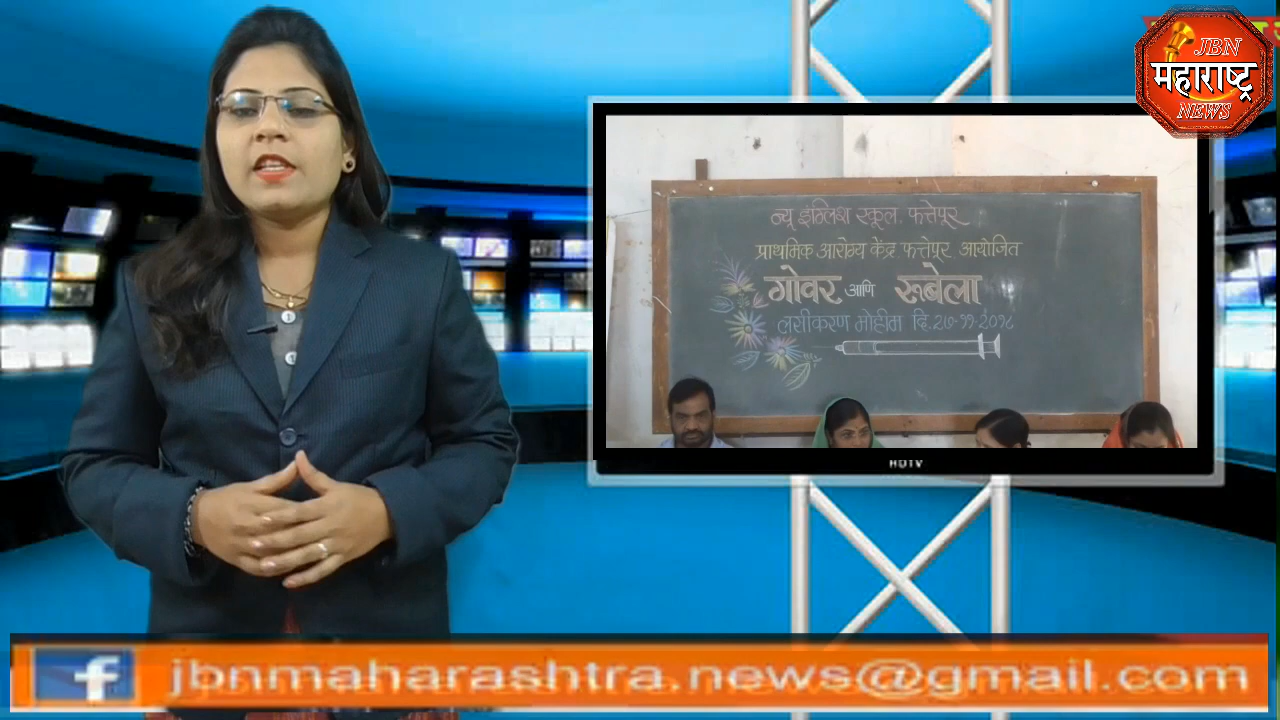 JBN
महाराष्ट्र
NEWS
न्यू इंग्लिश स्कूल. फत्तेपूर
प्राथमिक आरोग्य केंद्र फत्तेपूर आयोजित
गोवर आणि रूबेला
लसीकरण मोहीम दि.२७-११-२०१८
HDTV
f jbnmaharashtra.news@gmail.com